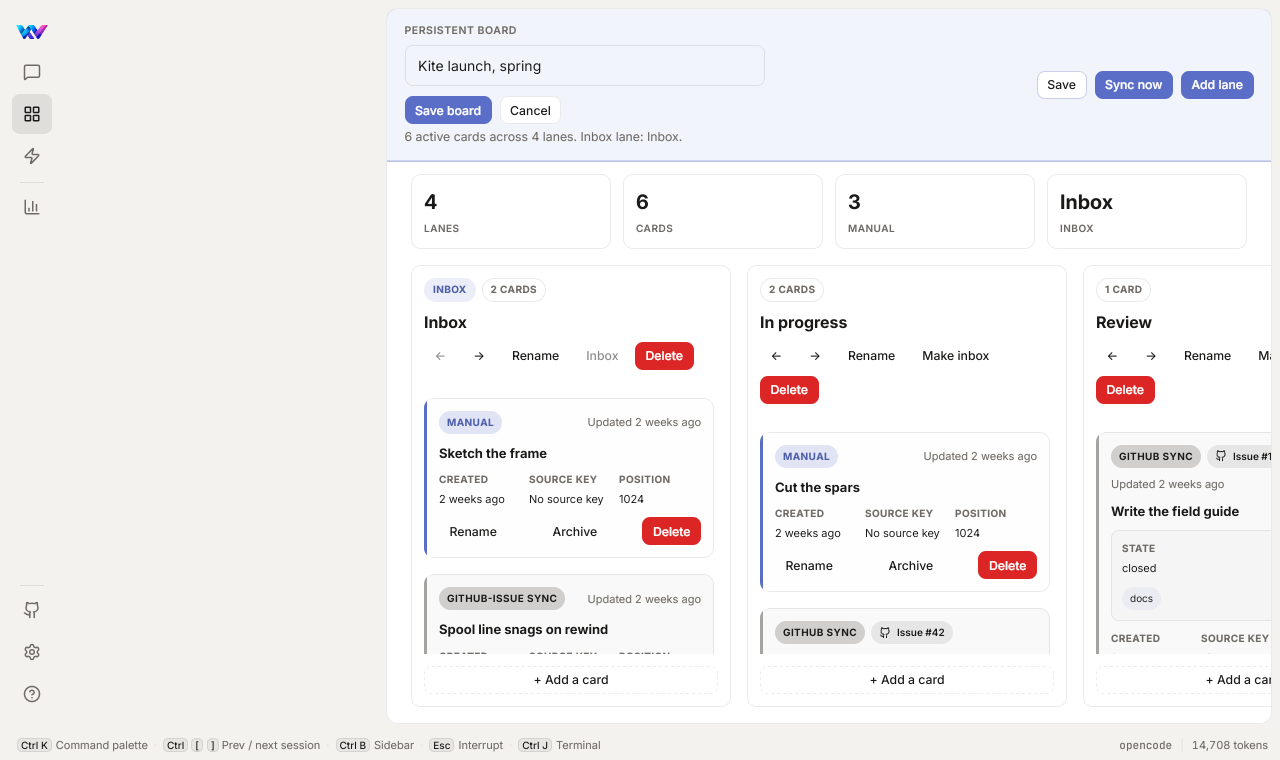 PERSISTENT BOARD
Kite launch, spring
Save board Cancel
6 active cards across 4 lanes. Inbox lane: Inbox.
Save Sync now Add lane
4
LANES
6
CARDS
3
MANUAL
Inbox
INBOX
INBOX 2 CARDS
Inbox
← → Rename Inbox Delete
MANUAL Updated 2 weeks ago
Sketch the frame
CREATED SOURCE KEY POSITION
2 weeks ago No source key 1024
Rename Archive Delete
GITHUB-ISSUE SYNC Updated 2 weeks ago
Spool line snags on rewind
CREATED SOURCE KEY POSITION
+ Add a card
2 CARDS
In progress
← → Rename Make inbox
Delete
MANUAL Updated 2 weeks ago
Cut the spars
CREATED SOURCE KEY POSITION
2 weeks ago No source key 1024
Rename Archive Delete
GITHUB SYNC Issue #42
+ Add a card
1 CARD
Review
← → Rename
Delete
GITHUB SYNC Issue
Updated 2 weeks ago
Write the field guide
STATE
closed
docs
CREATED SOURCE KEY
+ Add a
Ctrl K Command palette Ctrl [ ] Prev / next session Ctrl B Sidebar Esc Interrupt Ctrl J Terminal
opencode 14,708 tokens